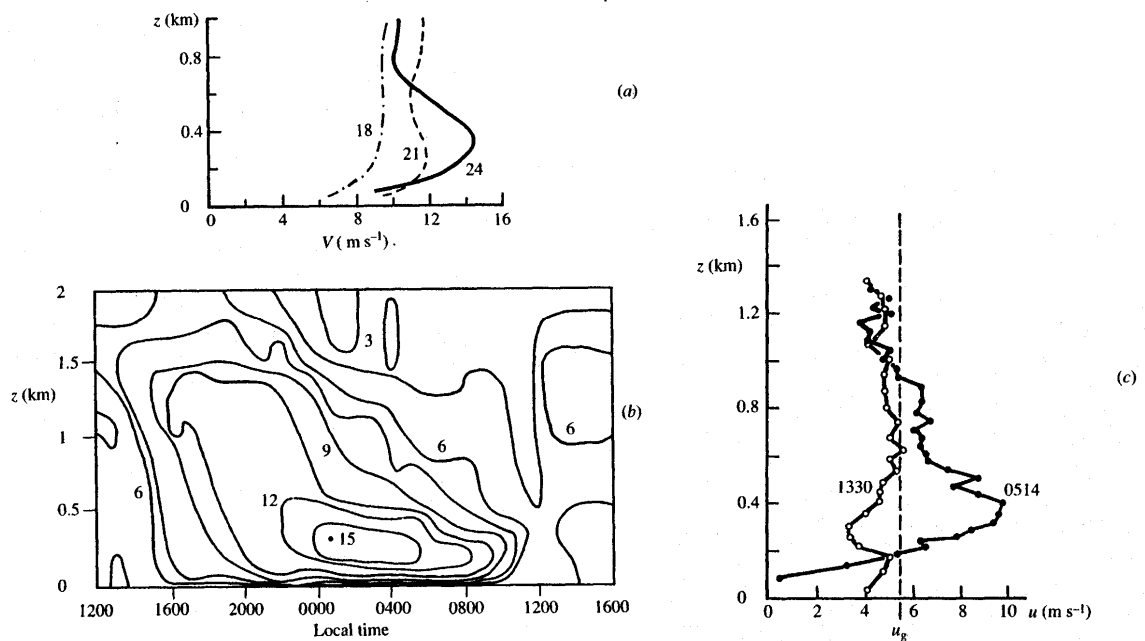 z (km)
0.8
0.4
0
18
21
24
0 4 8 12 16
V ( m s⁻¹) .
(a)
2
1.5
z (km)
1
0.5
0
3
6
9
6
6
12
15
(b)
1200 1600 2000 0000 0400 0800 1200 1600
Local time
1.6
z (km)
1.2
0.8
0.4
0
1330
0514
(c)
0 2 4 6 8 10 u (m s⁻¹)
u_g